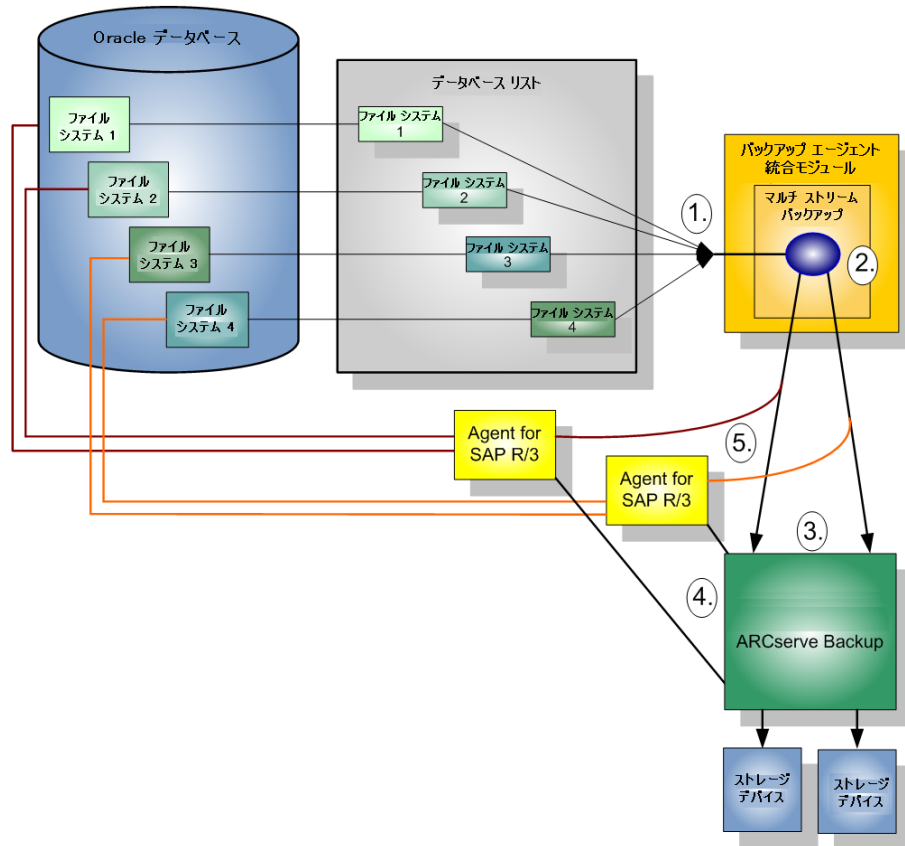 Oracle データベース
ファイル
システム 1
ファイル
システム 2
ファイル
システム 3
ファイル
システム 4
データベース リスト
ファイル システム
1
ファイル システム
2
ファイル システム
3
ファイル システム
4
1.
バックアップ エージェント
統合モジュール
マルチ ストリーム
バックアップ
2.
Agent for
SAP R/3
Agent for
SAP R/3
5.
3.
4.
ARCserve Backup
ストレージ
デバイス
ストレージ
デバイス